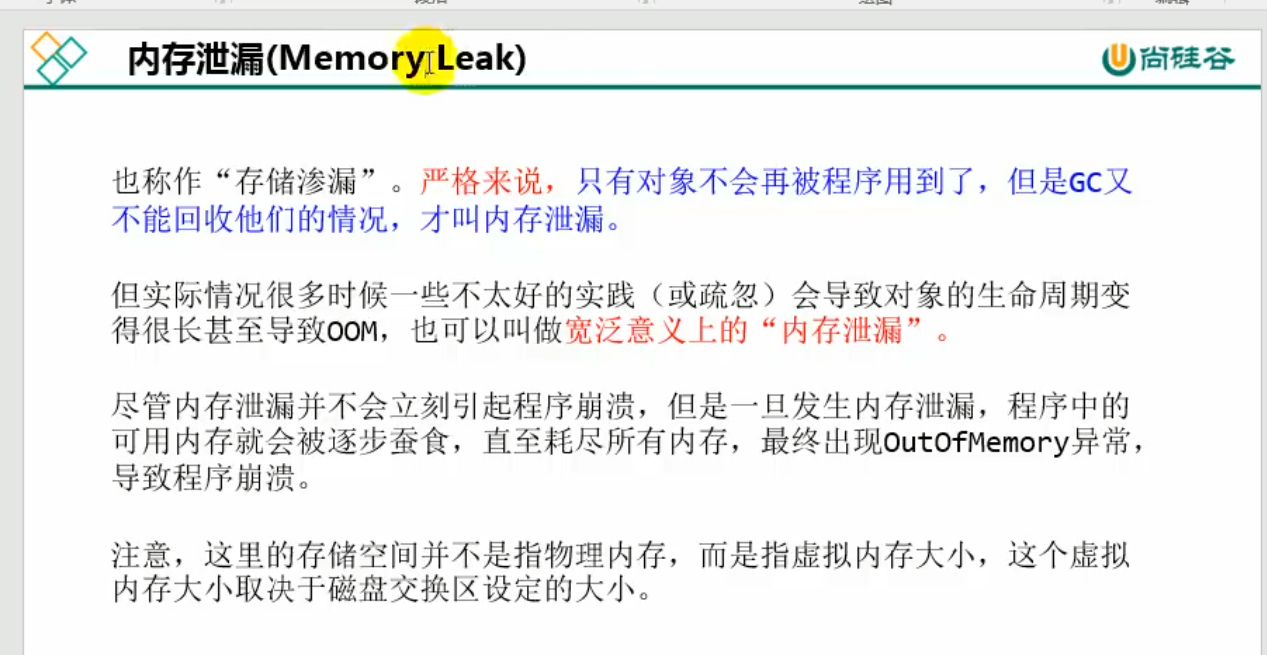 内存泄漏(Memory Leak)
尚硅谷
也称作“存储渗漏”。严格来说，只有对象不会再被程序用到了，但是GC又
不能回收他们的情况，才叫内存泄漏。
但实际情况很多时候一些不太好的实践（或疏忽）会导致对象的生命周期变
得很长甚至导致OOM，也可以叫做宽泛意义上的“内存泄漏”。
尽管内存泄漏并不会立刻引起程序崩溃，但是一旦发生内存泄漏，程序中的
可用内存就会被逐步蚕食，直至耗尽所有内存，最终出现OutOfMemory异常，
导致程序崩溃。
注意，这里的存储空间并不是指物理内存，而是指虚拟内存大小，这个虚拟
内存大小取决于磁盘交换区设定的大小。